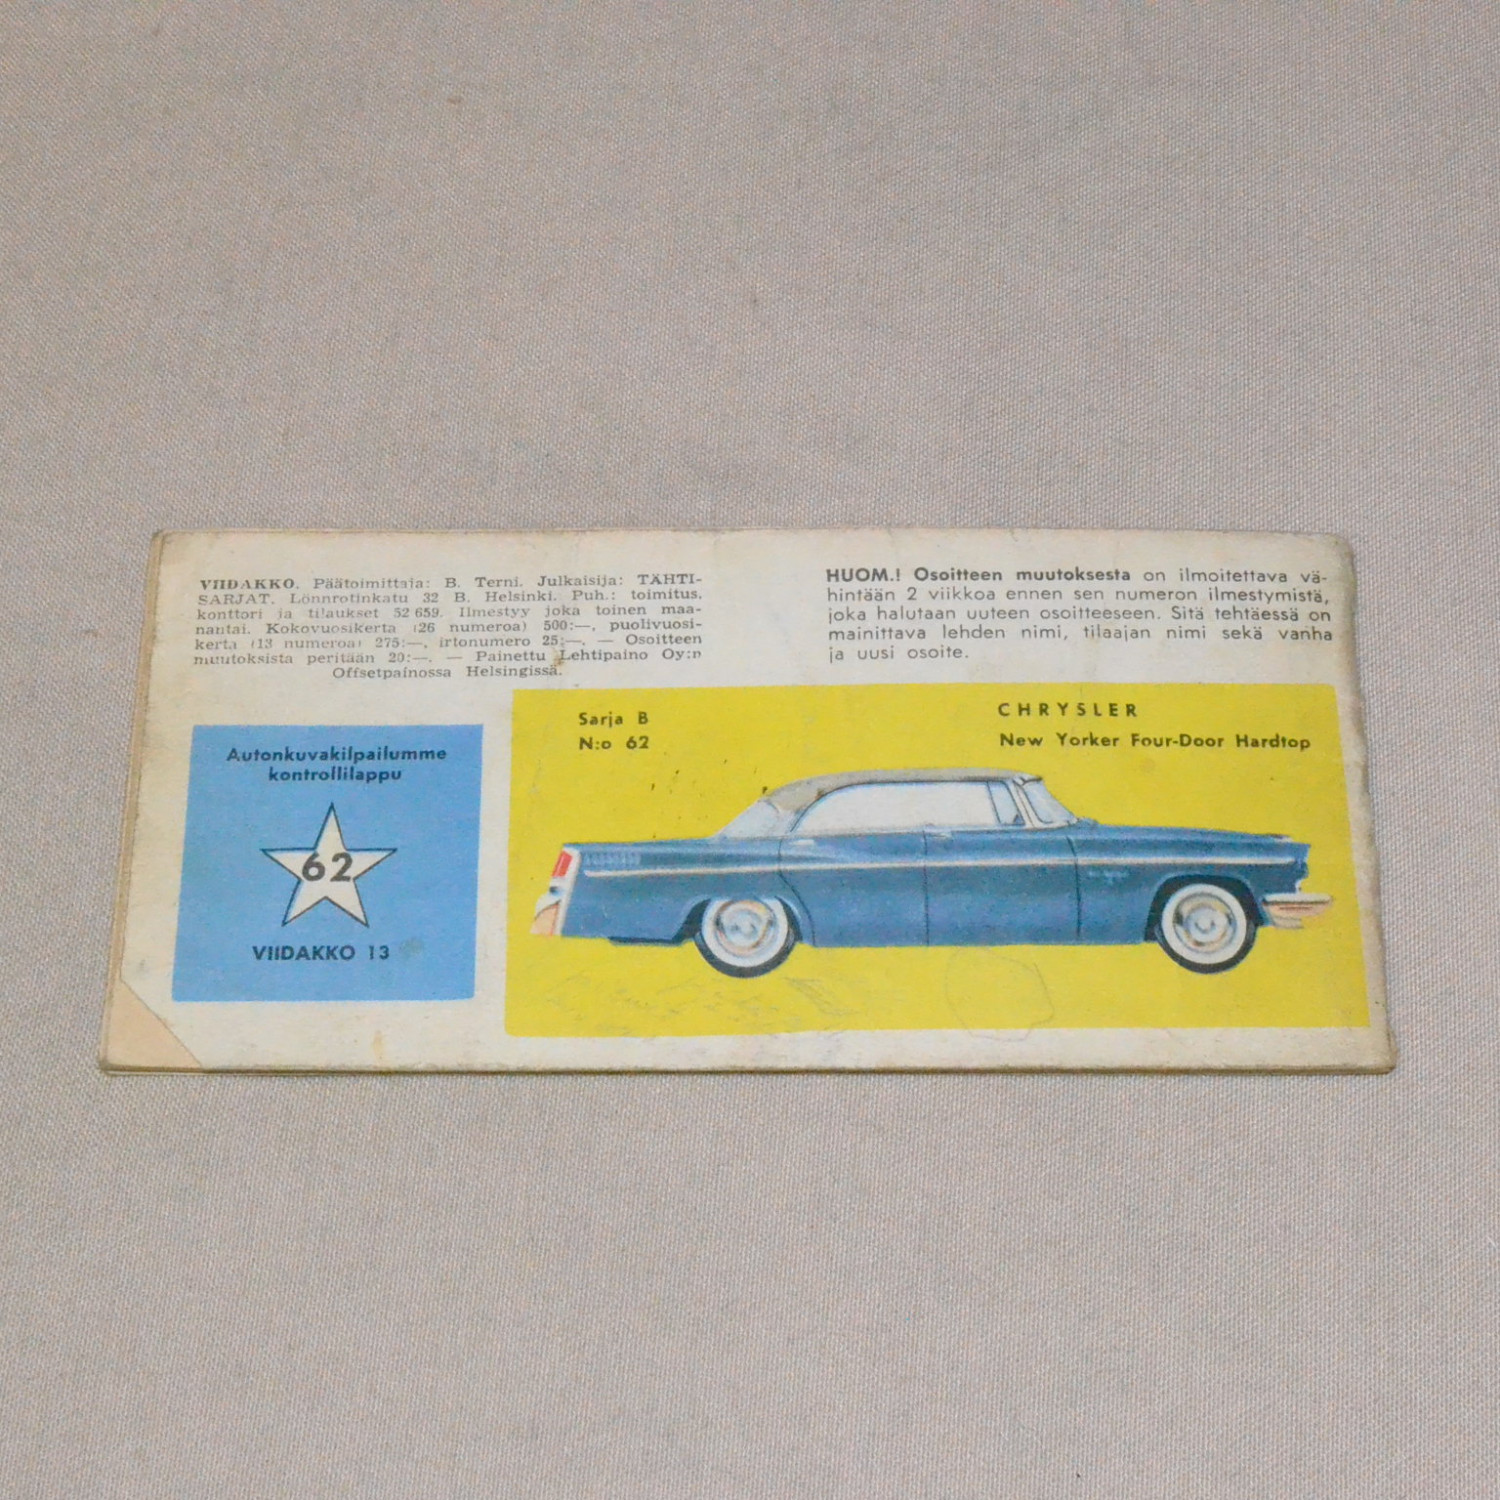 VIIDAKKO. Päätoimittaja: B. Terni. Julkaisija: TÄHTI-
SARJAT. Lönnrotinkatu 32 B. Helsinki. Puh.: toimitus,
konttori ja tilaukset 52 659. Ilmestyy joka toinen maa-
nantai. Kokovuosikerta (26 numeroa) 500:—, puolivuosi-
kerta (13 numeroa) 275:—, irtonumero 25:—. — Osoitteen
muutoksista peritään 20:—. — Painettu Lehtipaino Oy:n
Offsetpainossa Helsingissä.
HUOM.! Osoitteen muutoksesta on ilmoitettava vä-
hintään 2 viikkoa ennen sen numeron ilmestymistä,
joka halutaan uuteen osoitteeseen. Sitä tehtäessä on
mainittava lehden nimi, tilaajan nimi sekä vanha
ja uusi osoite.
Autonkuvakilpailumme
kontrollilappu
62
VIIDAKKO 13
Sarja B
N:o 62
CHRYSLER
New Yorker Four-Door Hardtop